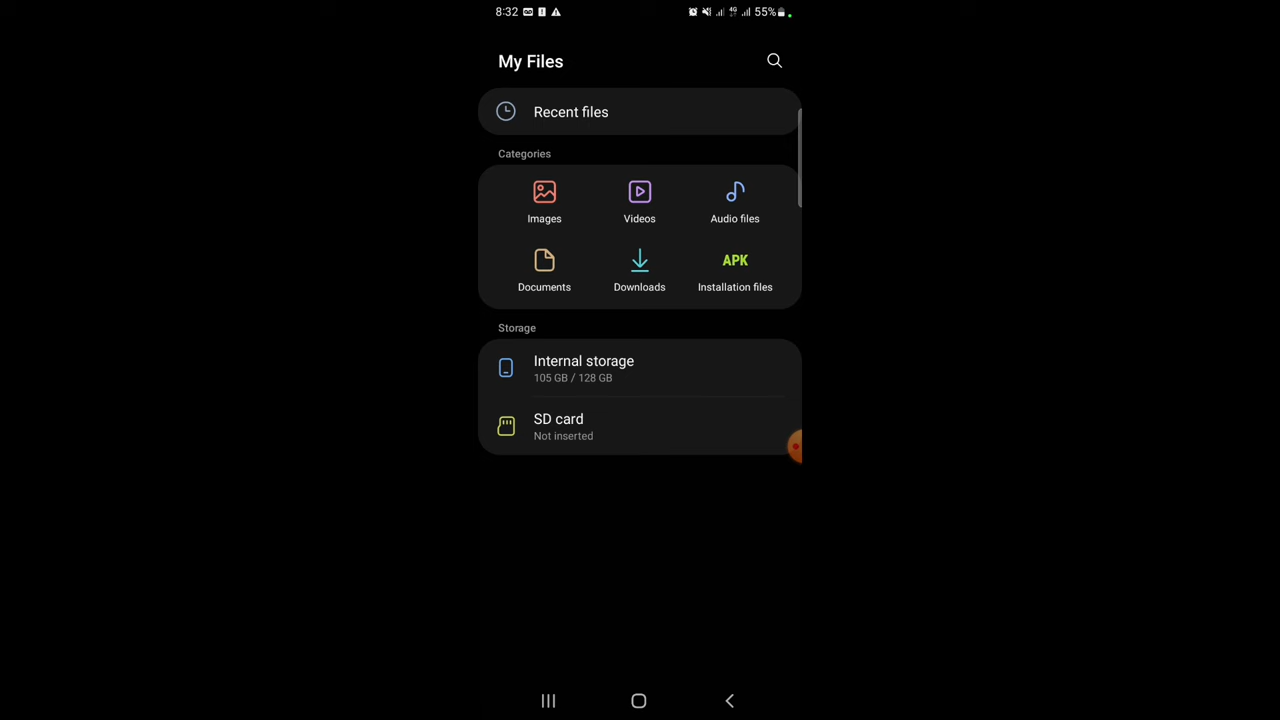 8:32 4G 55%
My Files
Recent files
Categories
Images Videos Audio files
APK
Documents Downloads Installation files
Storage
Internal storage
105 GB / 128 GB
SD card
Not inserted